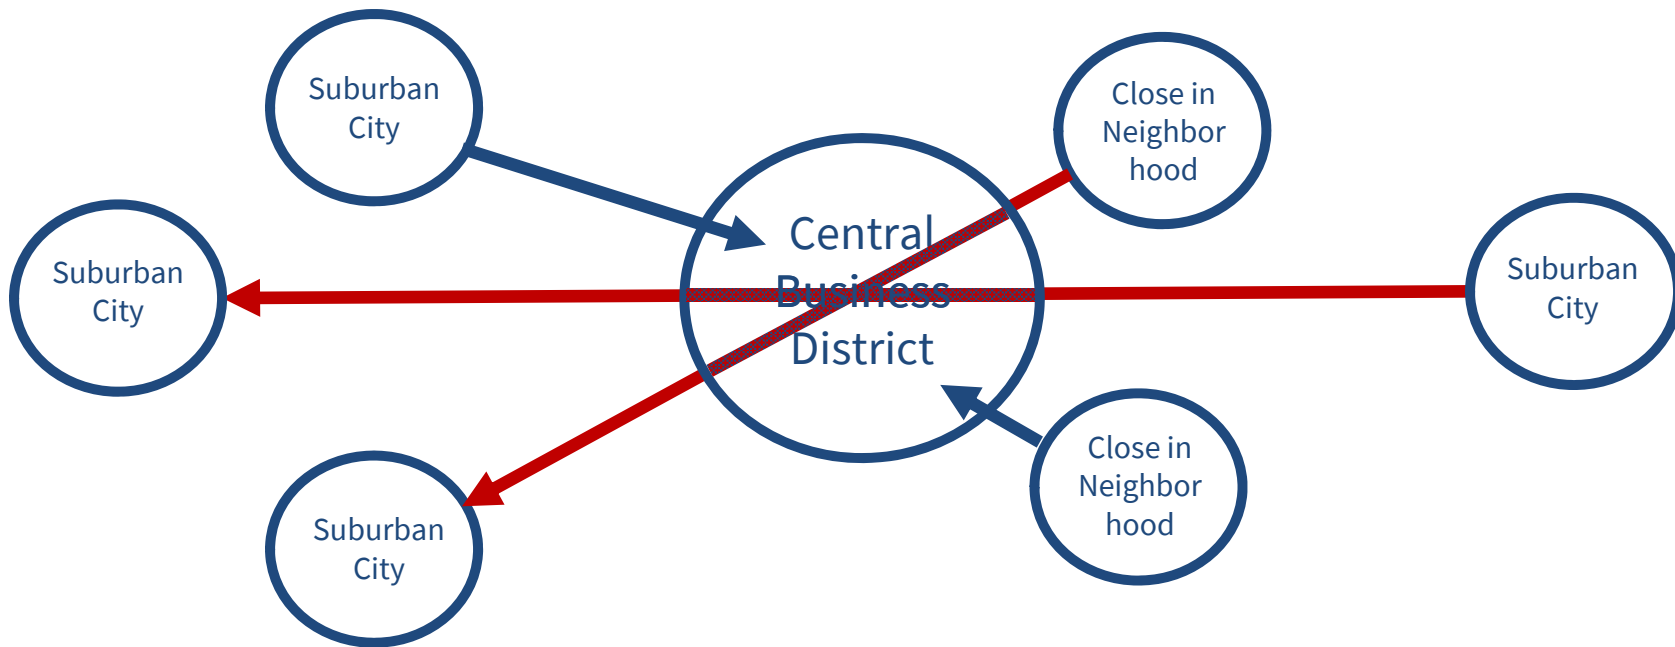 Suburban
City
Close in
Neighbor
hood
Suburban
City
Central
Business
District
Suburban
City
Close in
Neighbor
hood
Suburban
City